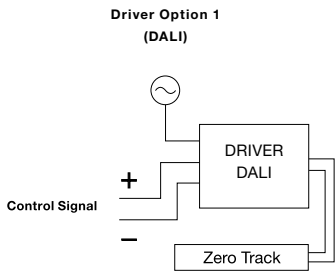 Driver Option 1
(DALI)
DRIVER
DALI
+
Control Signal
–
Zero Track